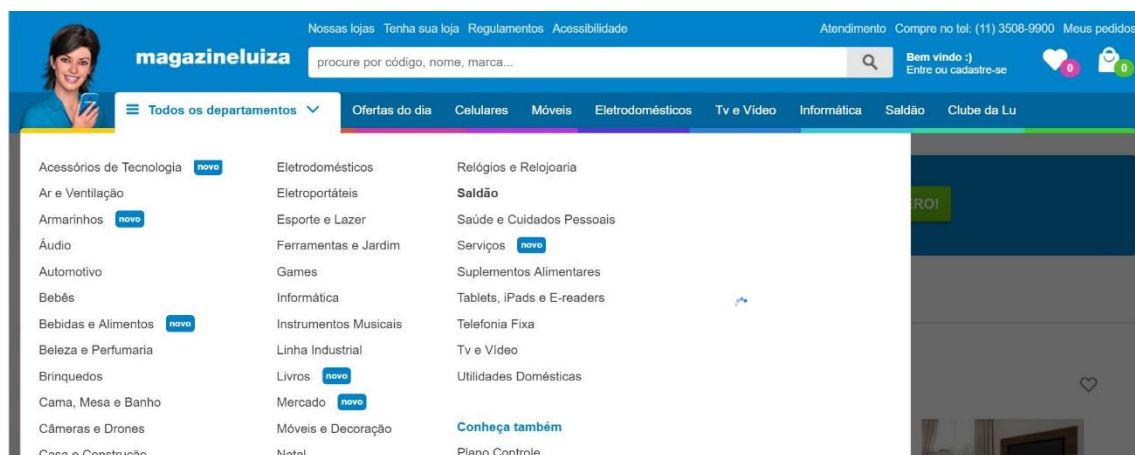 Nossas lojas Tenha sua loja Regulamentos Acessibilidade
Atendimento Compre no tel: (11) 3508-9900 Meus pedidos
magazineluiza
procure por código, nome, marca...
Bem vindo :)
Entre ou cadastre-se
0
0
Todos os departamentos
Ofertas do dia Celulares Móveis Eletrodomésticos Tv e Vídeo Informática Saldão Clube da Lu
Acessórios de Tecnologia novo
Ar e Ventilação
Armarinhos novo
Áudio
Automotivo
Bebês
Bebidas e Alimentos novo
Beleza e Perfumaria
Brinquedos
Cama, Mesa e Banho
Câmeras e Drones
Casa e Construção
Eletrodomésticos
Eletroportáteis
Esporte e Lazer
Ferramentas e Jardim
Games
Informática
Instrumentos Musicais
Linha Industrial
Livros novo
Mercado novo
Móveis e Decoração
Natal
Relógios e Relojoaria
Saldão
Saúde e Cuidados Pessoais
Serviços novo
Suplementos Alimentares
Tablets, iPads e E-readers
Telefonia Fixa
Tv e Vídeo
Utilidades Domésticas
Conheça também
Plano Controle
ERO!